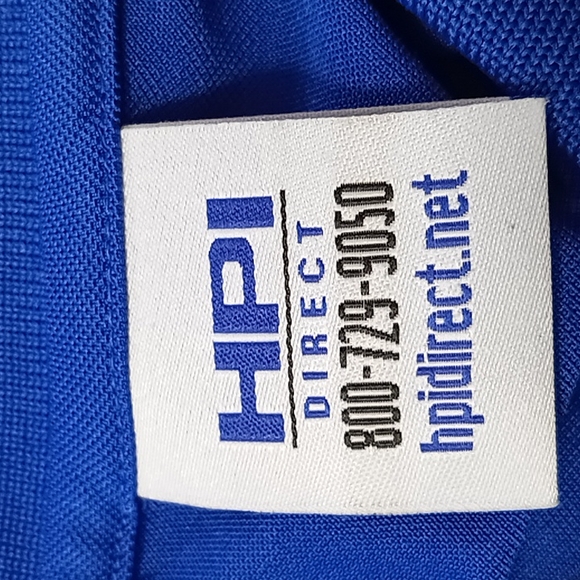 HPI
DIRECT
800-729-9050
hpidirect.net